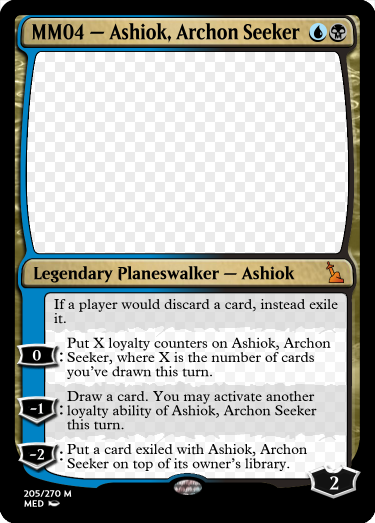 MM04 — Ashiok, Archon Seeker
Legendary Planeswalker — Ashiok
If a player would discard a card, instead exile
it.
0
: Put X loyalty counters on Ashiok, Archon
Seeker, where X is the number of cards
you've drawn this turn.
-1
: Draw a card. You may activate another
loyalty ability of Ashiok, Archon Seeker
this turn.
-2
: Put a card exiled with Ashiok, Archon
Seeker on top of its owner's library.
2
205/270 M
MED